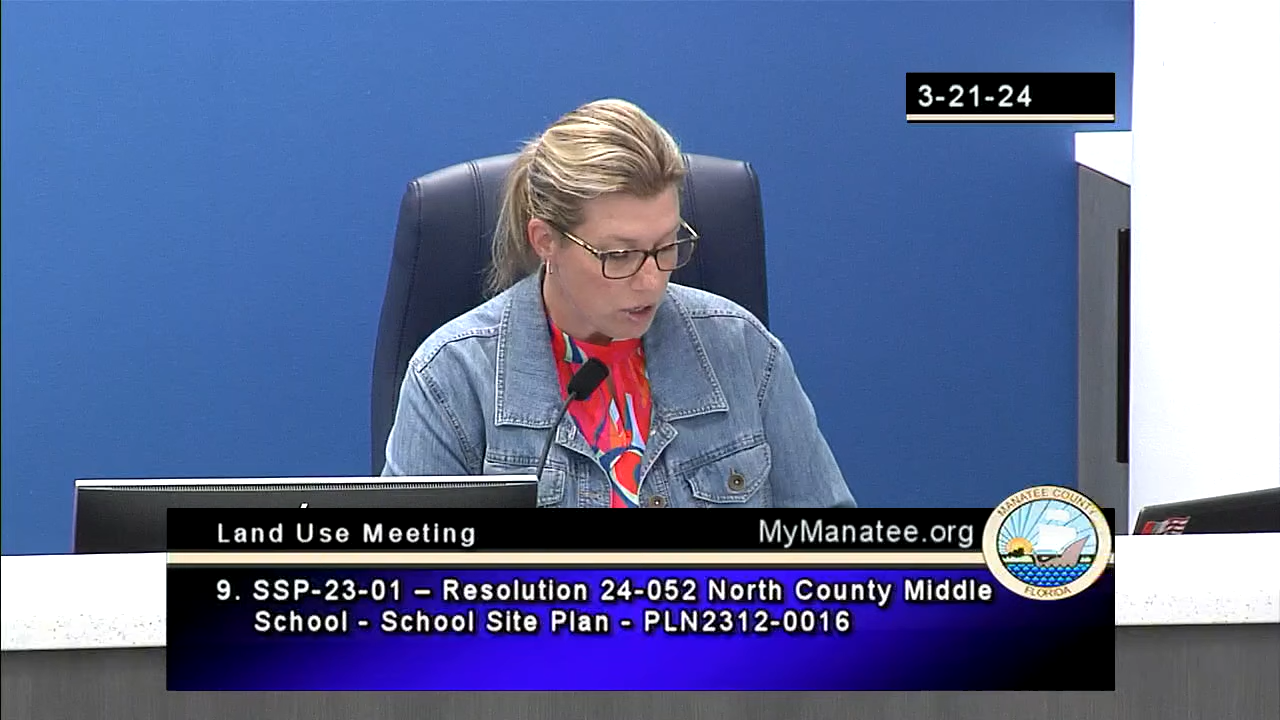 3-21-24
Land Use Meeting
MyManatee.org
MANATEE COUNTY
FLORIDA
9. SSP-23-01 – Resolution 24-052 North County Middle
School - School Site Plan - PLN2312-0016